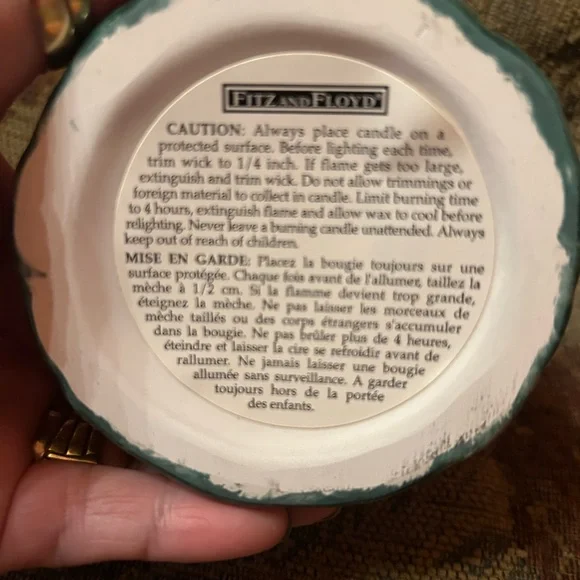 FITZ AND FLOYD
CAUTION: Always place candle on a
protected surface. Before lighting each time,
trim wick to 1/4 inch. If flame gets too large,
extinguish and trim wick. Do not allow trimmings or
foreign material to collect in candle. Limit burning time
to 4 hours, extinguish flame and allow wax to cool before
relighting. Never leave a burning candle unattended. Always
keep out of reach of children.
MISE EN GARDE: Placez la bougie toujours sur une
surface protégée. Chaque fois avant de l'allumer, taillez la
mèche à 1/2 cm. Si la flamme devient trop grande,
éteignez la mèche. Ne pas laisser les morceaux de
mèche taillés ou des corps étrangers s'accumuler
dans la bougie. Ne pas brûler plus de 4 heures,
éteindre et laisser la cire se refroidir avant de
rallumer. Ne jamais laisser une bougie
allumée sans surveillance. A garder
toujours hors de la portée
des enfants.